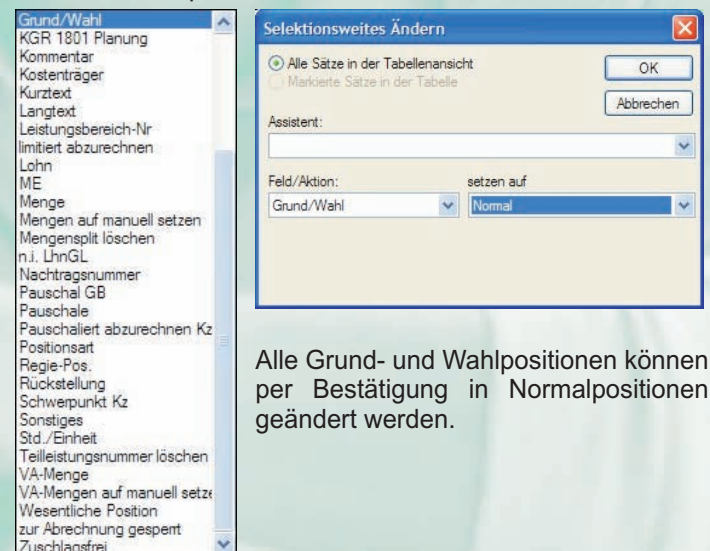 Grund/Wahl
KGR 1801 Planung
Kommentar
Kostenträger
Kurztext
Langtext
Leistungsbereich-Nr
limitiert abzurechnen
Lohn
ME
Menge
Mengen auf manuell setzen
Mengensplit löschen
n.i. LhnGL
Nachtragsnummer
Pauschal GB
Pauschale
Pauschaliert abzurechnen Kz
Positionsart
Regie-Pos.
Rückstellung
Schwerpunkt Kz
Sonstiges
Std./Einheit
Teilleistungsnummer löschen
VA-Menge
VA-Mengen auf manuell setze
Wesentliche Position
zur Abrechnung gesperrt
Zuschlagsfrei
Selektionsweites Ändern
Alle Sätze in der Tabellenansicht
Markierte Sätze in der Tabelle
OK
Abbrechen
Assistent:
Feld/Aktion:
setzen auf
Grund/Wahl
Normal
Alle Grund- und Wahlpositionen können
per Bestätigung in Normalpositionen
geändert werden.